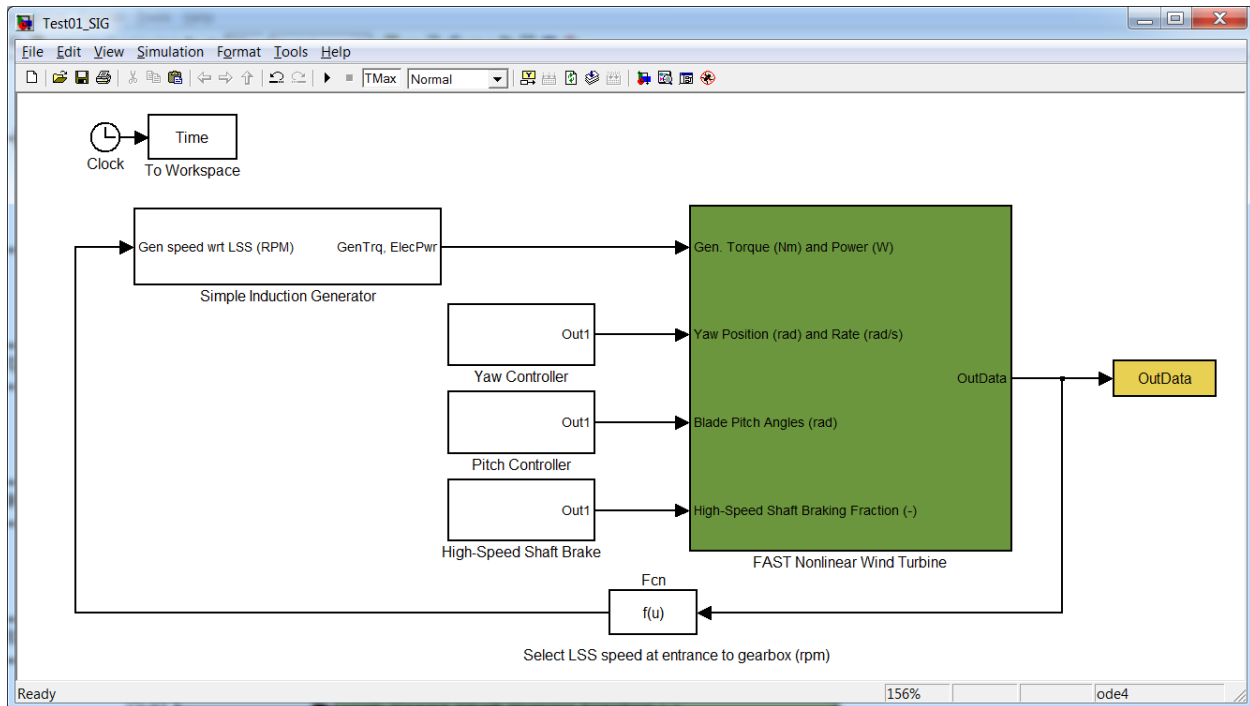 Test01_SIG
File Edit View Simulation Format Tools Help
TMax Normal
Time
Clock
To Workspace
Gen speed wrt LSS (RPM) GenTrq, ElecPwr
Simple Induction Generator
Gen. Torque (Nm) and Power (W)
Out1
Yaw Position (rad) and Rate (rad/s)
Yaw Controller
OutData
OutData
Out1
Blade Pitch Angles (rad)
Pitch Controller
Out1
High-Speed Shaft Braking Fraction (-)
High-Speed Shaft Brake
FAST Nonlinear Wind Turbine
Fcn
f(u)
Select LSS speed at entrance to gearbox (rpm)
Ready 156% ode4